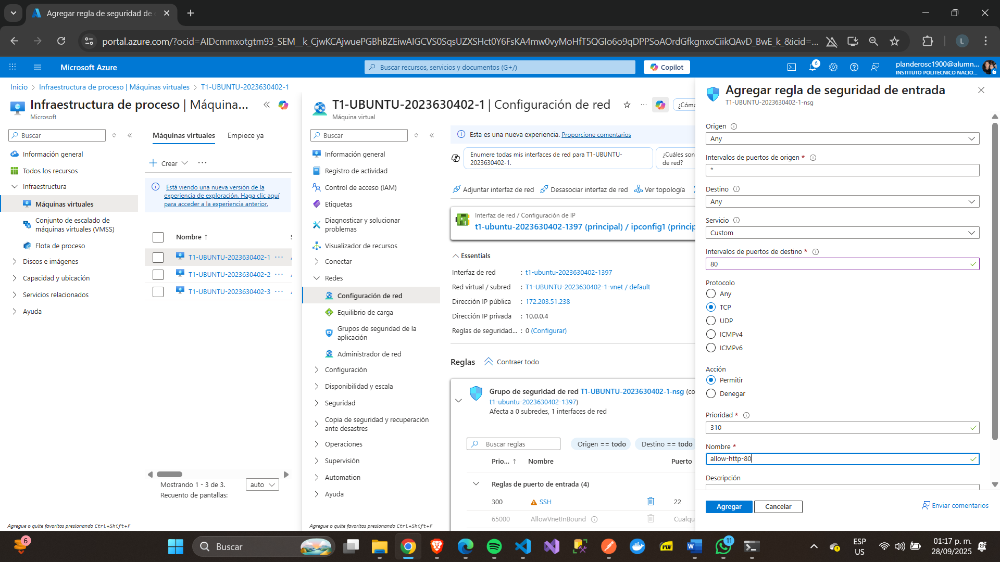 Agregar regla de seguridad de
portal.azure.com/?ocid=AIDcmmxotgtm93_SEM__k_CjwKCAjwuePGBhBZEiwAIGCVS0SqsUZXSHct0Y6FsKA4mw0vyMoHfT5QGIo6o9qDPPSoAOrdGfkgnxoCiikQAvD_BwE_k_&icid=...
L
Microsoft Azure
Buscar recursos, servicios y documentos (G+/)
Copilot
6
planderosc1900@alumn...
INSTITUTO POLITECNICO NACIO...
Inicio > Infraestructura de proceso | Máquinas virtuales > T1-UBUNTU-2023630402-1
Infraestructura de proceso | Máquina...
Microsoft
Buscar
Información general
Todos los recursos
Infraestructura
Máquinas virtuales
Conjunto de escalado de
máquinas virtuales (VMSS)
Flota de proceso
Discos e imágenes
Capacidad y ubicación
Servicios relacionados
Ayuda
Agregue o quite favoritos presionando Ctrl+Shift+F
Máquinas virtuales
Empiece ya
Crear
Está viendo una nueva versión de la
experiencia de exploración. Haga clic aquí
para acceder a la experiencia anterior.
Nombre ↑
T1-UBUNTU-2023630402-1
T1-UBUNTU-2023630402-2
T1-UBUNTU-2023630402-3
Mostrando 1 - 3 de 3.
Recuento de pantallas:
auto
T1-UBUNTU-2023630402-1 | Configuración de red
Máquina virtual
¿Cómo
Buscar
Información general
Registro de actividad
Control de acceso (IAM)
Etiquetas
Diagnosticar y solucionar
problemas
Visualizador de recursos
Conectar
Redes
Configuración de red
Equilibrio de carga
Grupos de seguridad de la
aplicación
Administrador de red
Configuración
Disponibilidad y escala
Seguridad
Copia de seguridad y recuperación
ante desastres
Operaciones
Supervisión
Automation
Ayuda
Agregue o quite favoritos presionando Ctrl+Shift+F
Esta es una nueva experiencia. Proporcione comentarios
Enumere todas mis interfaces de red para T1-UBUNTU-
2023630402-1.
¿Cuáles son
de red?
Adjuntar interfaz de red
Desasociar interfaz de red
Ver topología
Interfaz de red / Configuración de IP
t1-ubuntu-2023630402-1397 (principal) / ipconfig1 (princip
Essentials
Interfaz de red : t1-ubuntu-2023630402-1397
Red virtual / subred : T1-UBUNTU-2023630402-1-vnet / default
Dirección IP pública : 172.203.51.238
Dirección IP privada : 10.0.0.4
Reglas de seguridad... : 0 (Configurar)
Reglas
Contraer todo
Grupo de seguridad de red T1-UBUNTU-2023630402-1-nsg (co
t1-ubuntu-2023630402-1397)
Afecta a 0 subredes, 1 interfaces de red
Buscar reglas
Origen == todo
Destino == todo
Prio... ↑ Nombre Puerto
Reglas de puerto de entrada (4)
300 SSH 22
65000 AllowVnetInBound Cualqu
Agregar regla de seguridad de entrada
T1-UBUNTU-2023630402-1-nsg
Origen
Any
Intervalos de puertos de origen *
*
Destino
Any
Servicio
Custom
Intervalos de puertos de destino *
80
Protocolo
Any
TCP
UDP
ICMPv4
ICMPv6
Acción
Permitir
Denegar
Prioridad *
310
Nombre *
allow-http-80
Descripción
Agregar
Cancelar
Enviar comentarios
6
Buscar
PDF
11
ESP
US
01:17 p. m.
28/09/2025